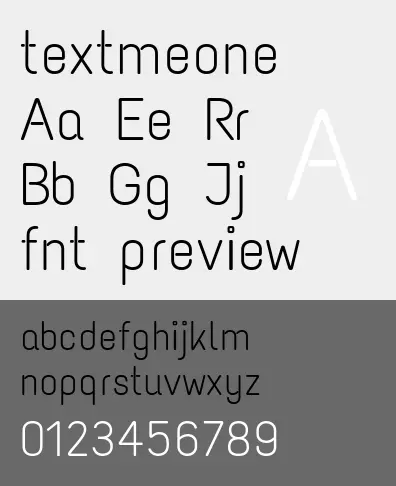 textmeone
Aa Ee Rr
A
Bb Gg Jj
fnt preview
abcdefghijklm
nopqrstuvwxyz
0123456789